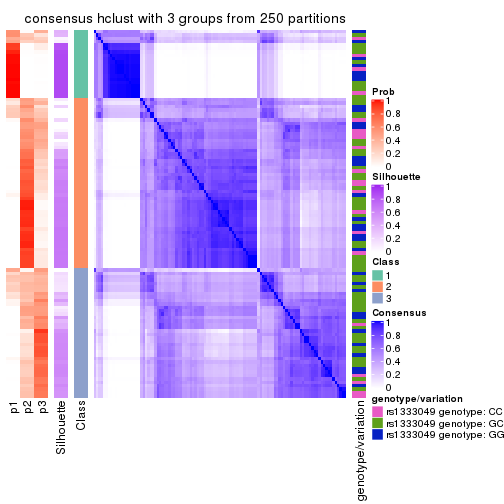 consensus hclust with 3 groups from 250 partitions
Prob
1
0.8
0.6
0.4
0.2
0
Silhouette
1
0.8
0.6
0.4
0.2
0
Class
1
2
3
Consensus
1
0.8
0.6
0.4
0.2
0
genotype/variation
rs1333049 genotype: CC
rs1333049 genotype: GC
rs1333049 genotype: GG
p1
p2
p3
Silhouette
Class
genotype/variation